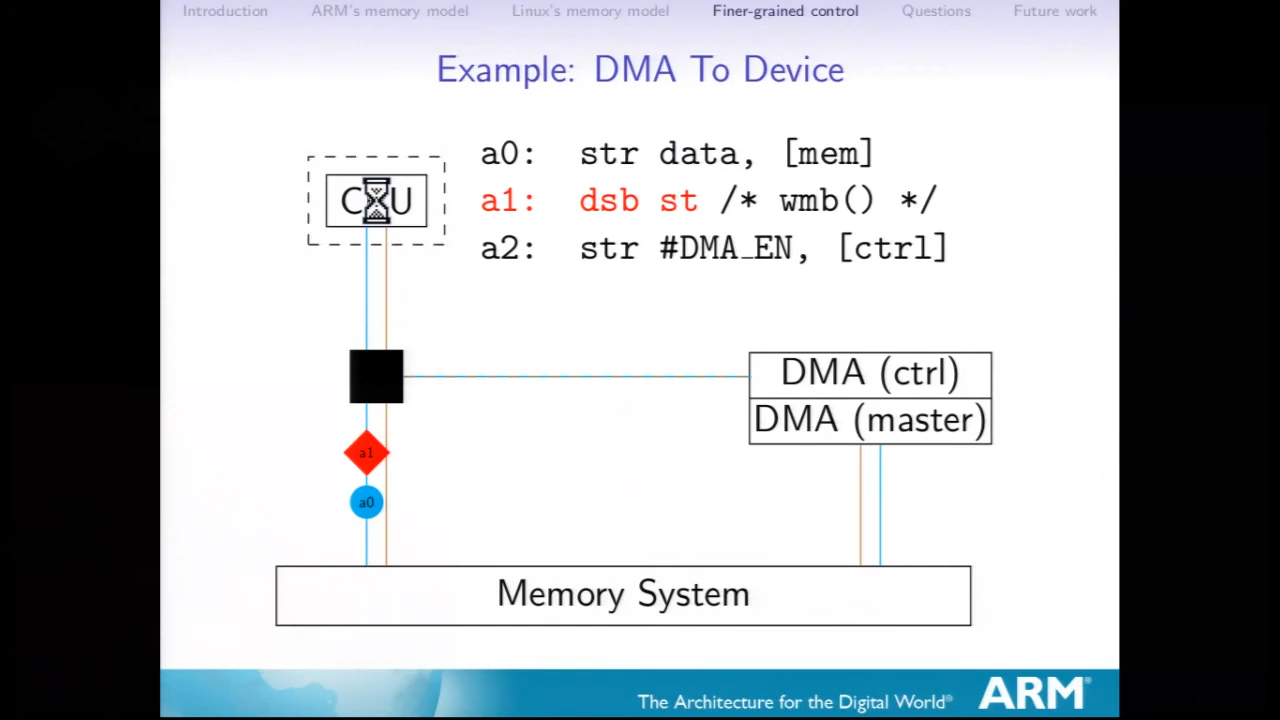 Introduction ARM's memory model Linux's memory model Finer-grained control Questions Future work
Example: DMA To Device
a0: str data, [mem]
a1: dsb st /* wmb() */
a2: str #DMA_EN, [ctrl]
DMA (ctrl)
DMA (master)
a1
a0
Memory System
The Architecture for the Digital World®
ARM®